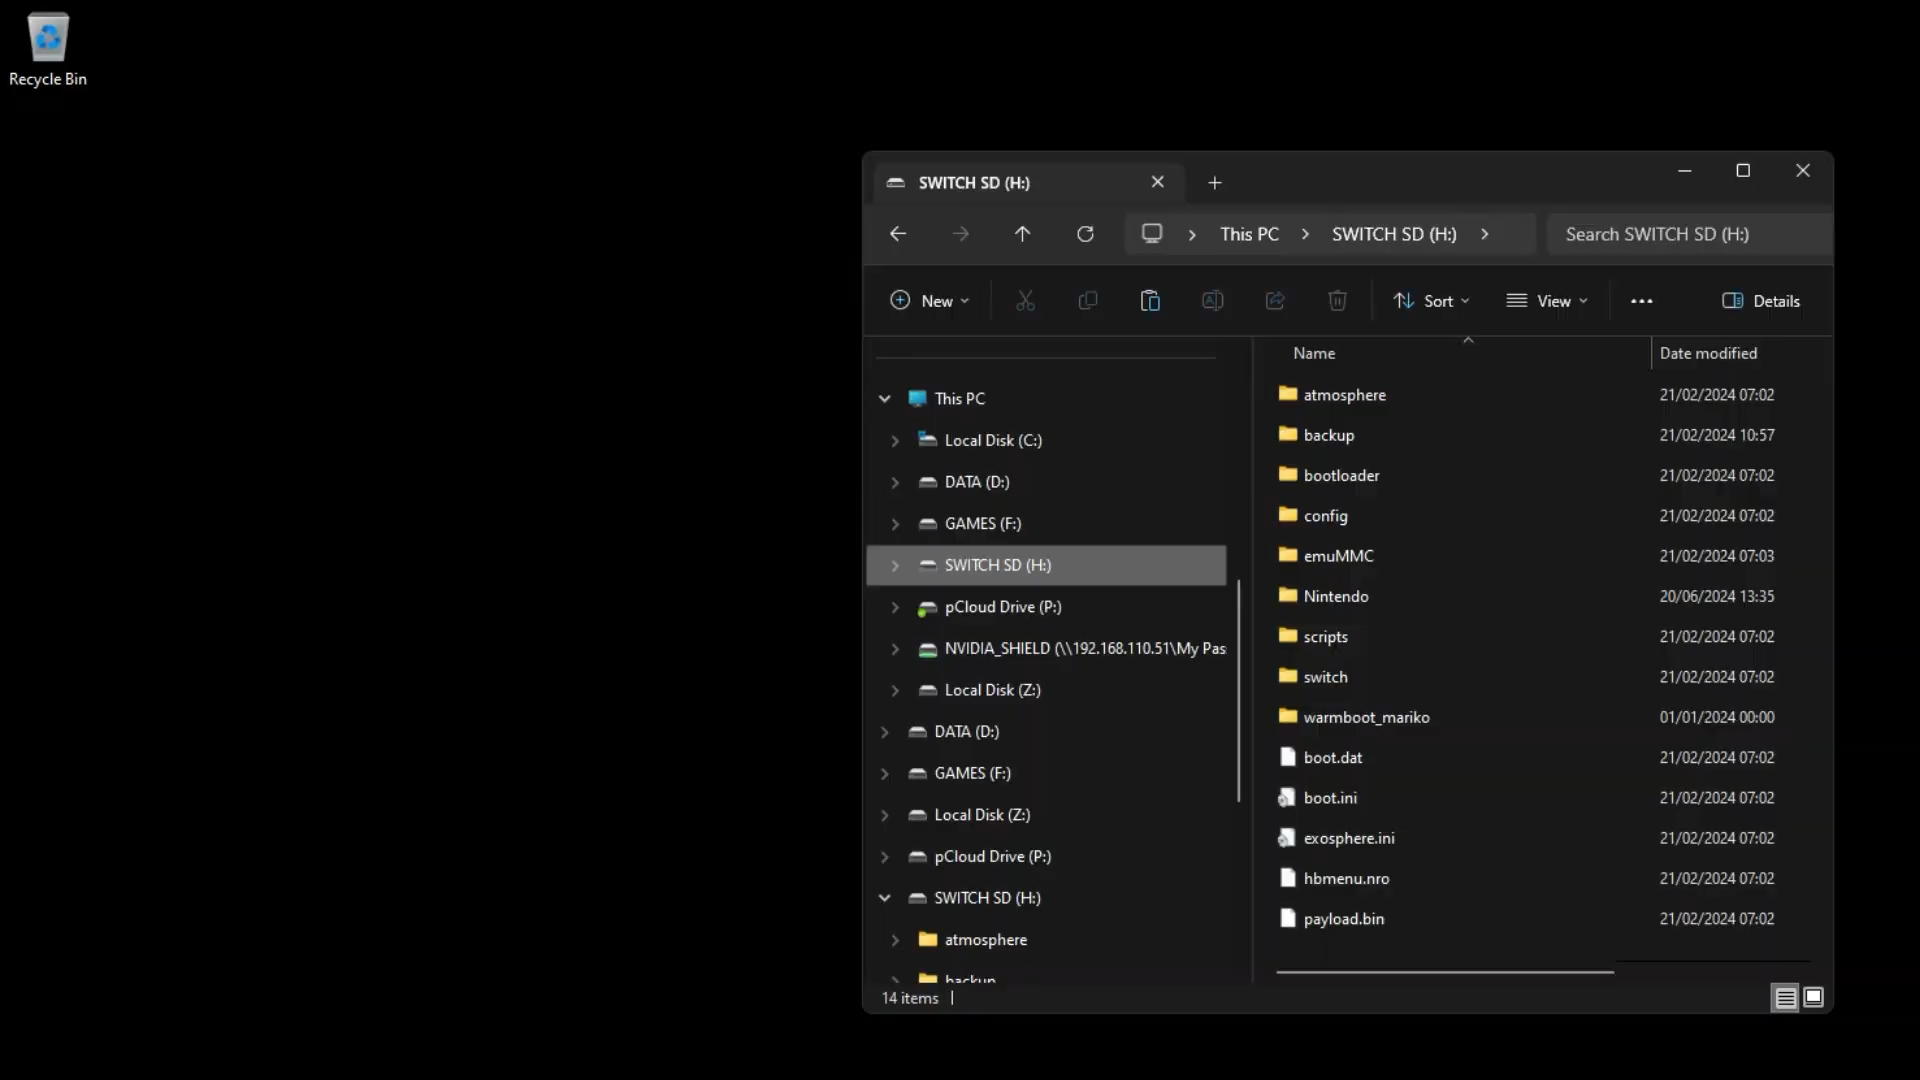 Recycle Bin
SWITCH SD (H:)
This PC
SWITCH SD (H:)
Search SWITCH SD (H:)
New
Sort
View
Details
This PC
Local Disk (C:)
DATA (D:)
GAMES (F:)
SWITCH SD (H:)
pCloud Drive (P:)
NVIDIA_SHIELD (\\192.168.110.51\My Pas
Local Disk (Z:)
DATA (D:)
GAMES (F:)
Local Disk (Z:)
pCloud Drive (P:)
SWITCH SD (H:)
atmosphere
backup
Name Date modified
atmosphere 21/02/2024 07:02
backup 21/02/2024 10:57
bootloader 21/02/2024 07:02
config 21/02/2024 07:02
emuMMC 21/02/2024 07:03
Nintendo 20/06/2024 13:35
scripts 21/02/2024 07:02
switch 21/02/2024 07:02
warmboot_mariko 01/01/2024 00:00
boot.dat 21/02/2024 07:02
boot.ini 21/02/2024 07:02
exosphere.ini 21/02/2024 07:02
hbmenu.nro 21/02/2024 07:02
payload.bin 21/02/2024 07:02
14 items